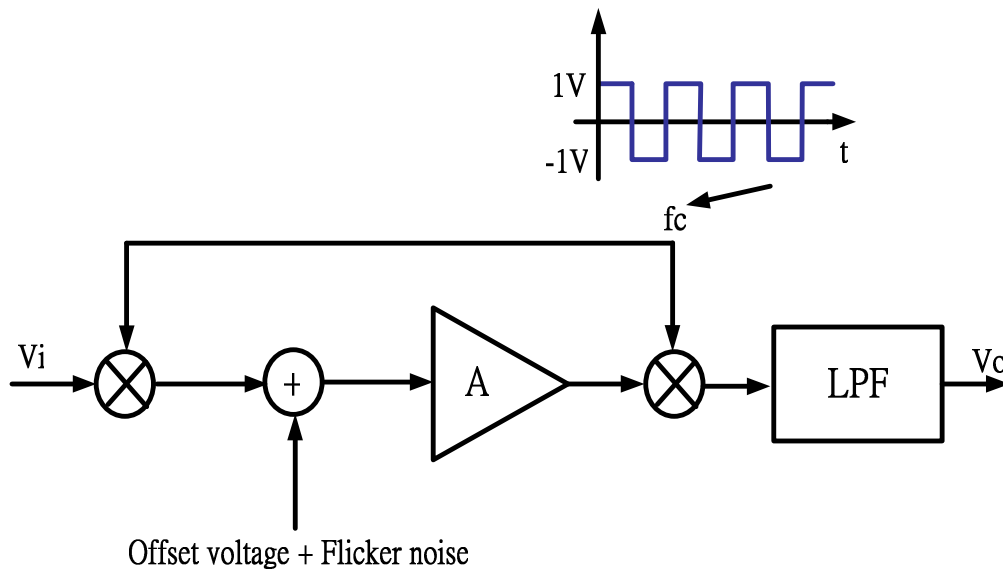 1V
-1V
t
fc
Vi
+
A
LPF
Vo
Offset voltage + Flicker noise